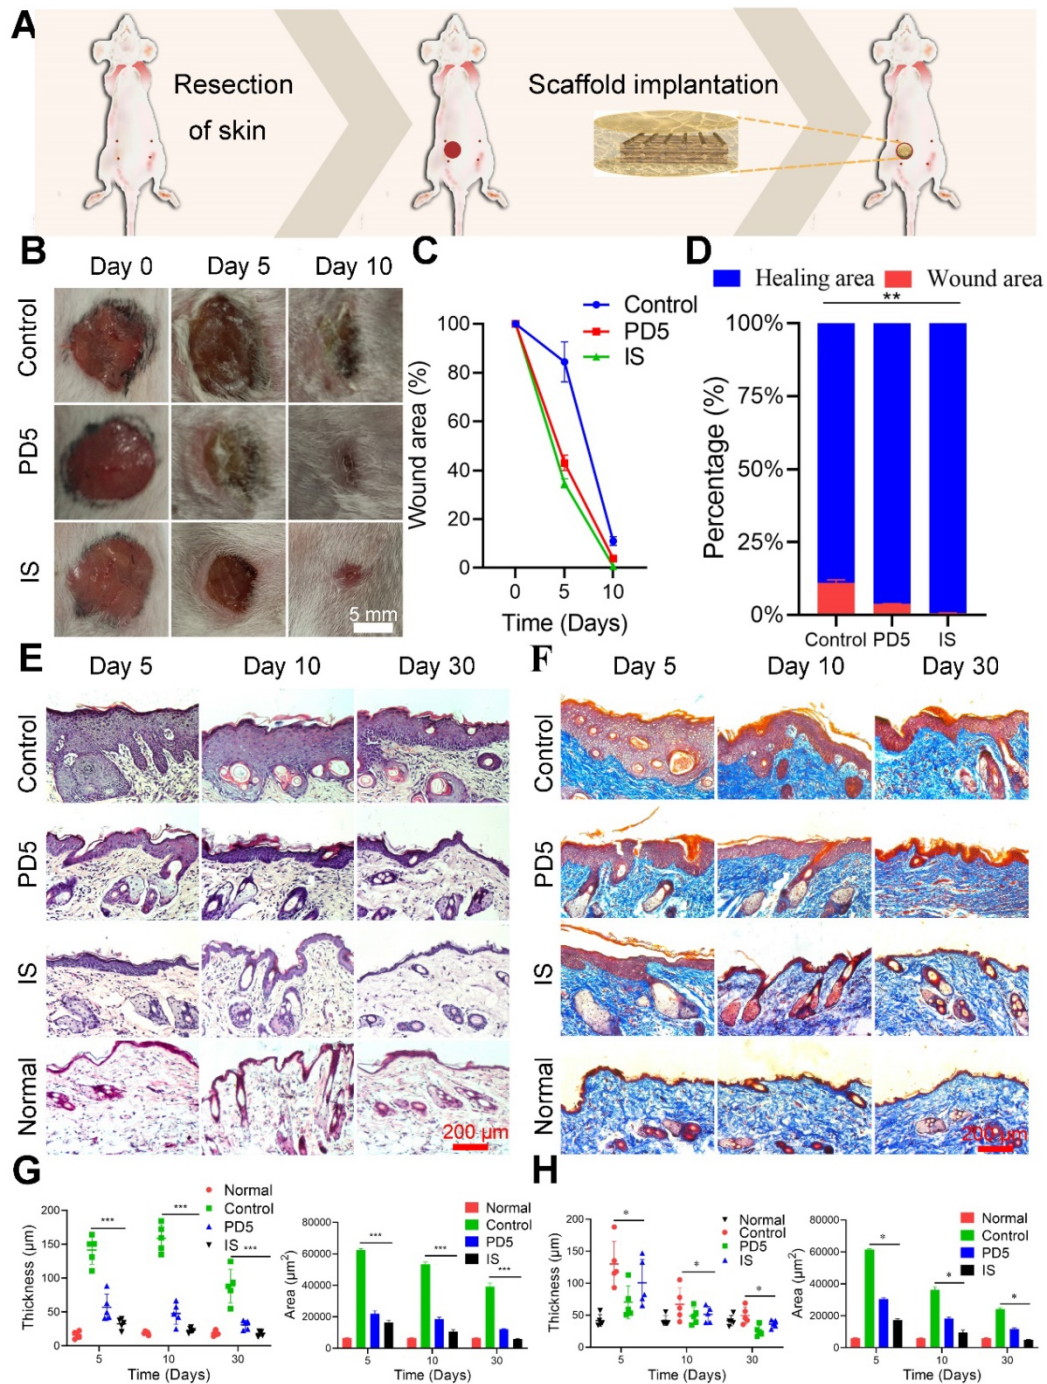 A
Resection
of skin
Scaffold implantation
B
Day 0
Day 5
Day 10
Control
PD5
IS
5 mm
C
Control
PD5
IS
Wound area (%)
100
80
60
40
20
0
0
5
10
Time (Days)
D
Healing area
Wound area
**
Percentage (%)
100%
75%
50%
25%
0%
Control
PD5
IS
E
Day 5
Day 10
Day 30
Control
PD5
IS
Normal
200 μm
F
Day 5
Day 10
Day 30
Control
PD5
IS
Normal
200 μm
G
Normal
Control
PD5
IS
Thickness (μm)
200
150
100
50
0
***
***
***
5
10
30
Time (Days)
Normal
Control
PD5
IS
Area (μm²)
80000
60000
40000
20000
0
***
***
***
5
10
30
Time (Days)
H
Normal
Control
PD5
IS
Thickness (μm)
200
150
100
50
0
*
*
*
5
10
30
Time (Days)
Normal
Control
PD5
IS
Area (μm²)
80000
60000
40000
20000
0
*
*
*
5
10
30
Time (Days)